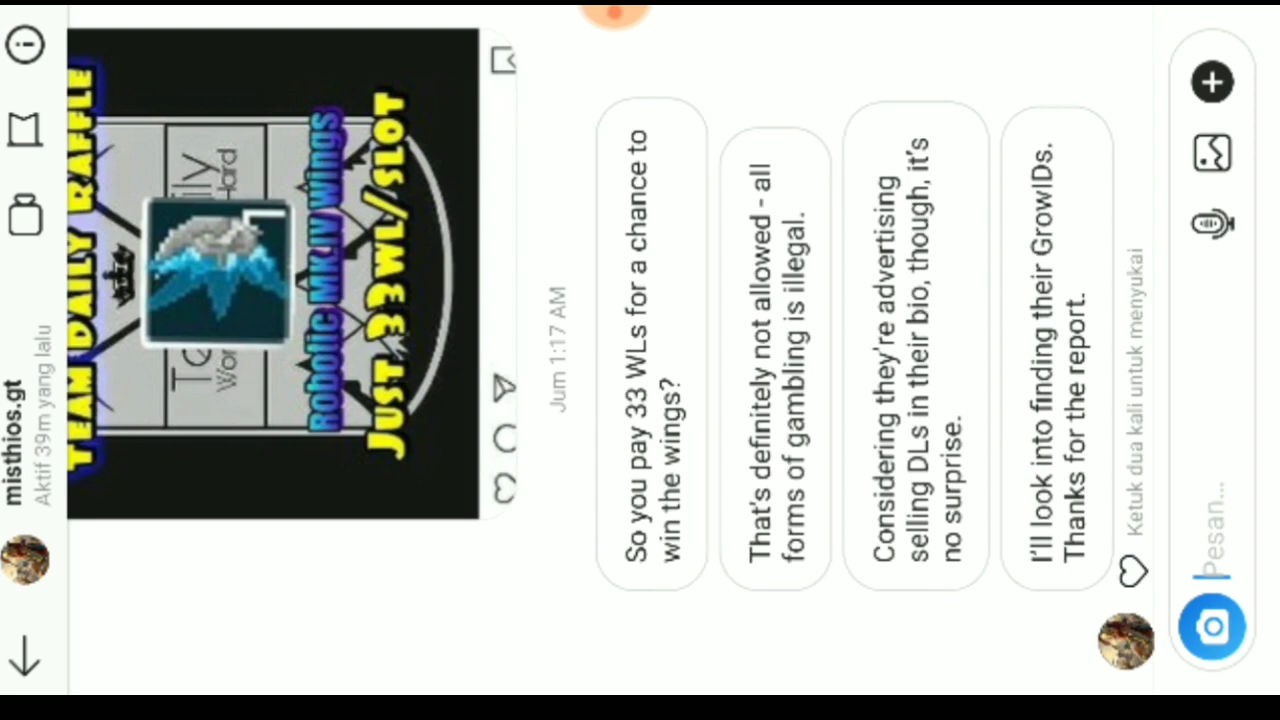 misthios.gt
Aktif 39m yang lalu
TEAM DAILY RAFFLE
Wor
Hard
Robotic MK.IV Wings
JUST 33 WL/SLOT
Jum 1:17 AM
So you pay 33 WLs for a chance to
win the wings?
That's definitely not allowed - all
forms of gambling is illegal.
Considering they're advertising
selling DLs in their bio, though, it's
no surprise.
I'll look into finding their GrowIDs.
Thanks for the report.
Ketuk dua kali untuk menyukai
Pesan...